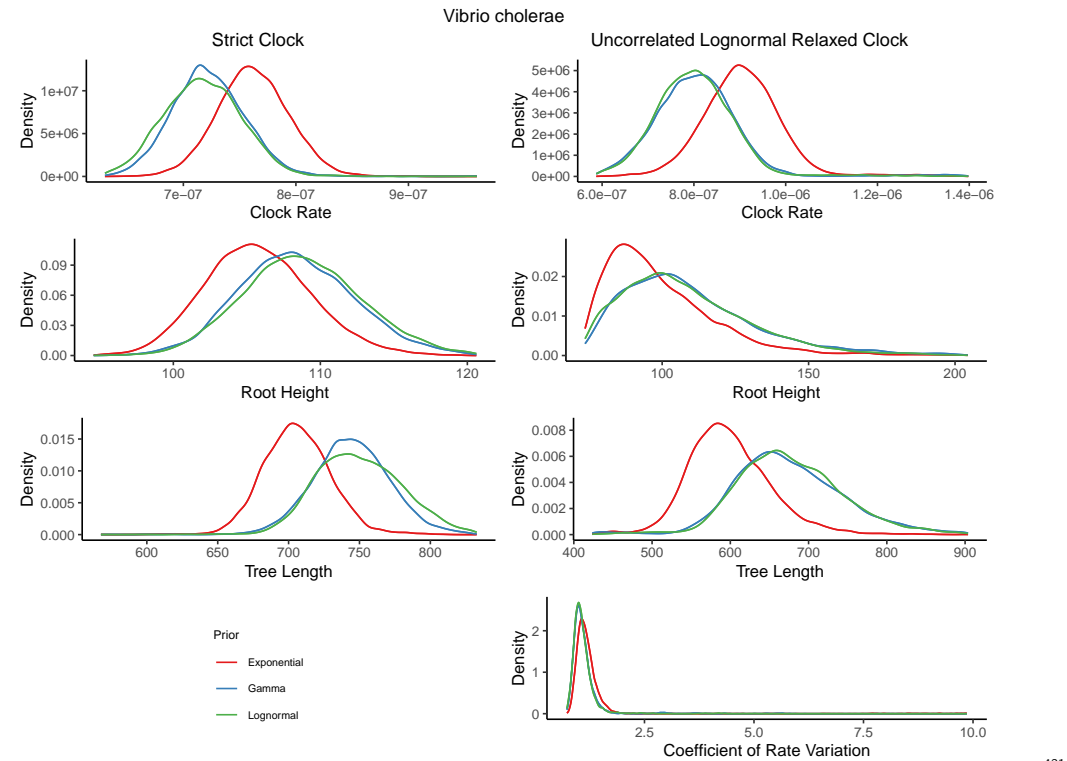 Vibrio cholerae
Strict Clock
Density
1e+07
5e+06
0e+00
7e−07 8e−07 9e−07
Clock Rate
Uncorrelated Lognormal Relaxed Clock
Density
5e+06
4e+06
3e+06
2e+06
1e+06
0e+00
6.0e−07 8.0e−07 1.0e−06 1.2e−06 1.4e−06
Clock Rate
Density
0.09
0.06
0.03
0.00
100 110 120
Root Height
Density
0.02
0.01
0.00
100 150 200
Root Height
Density
0.015
0.010
0.005
0.000
600 650 700 750 800
Tree Length
Density
0.008
0.006
0.004
0.002
0.000
400 500 600 700 800 900
Tree Length
Prior
Exponential
Gamma
Lognormal
Density
2
1
0
2.5 5.0 7.5 10.0
Coefficient of Rate Variation